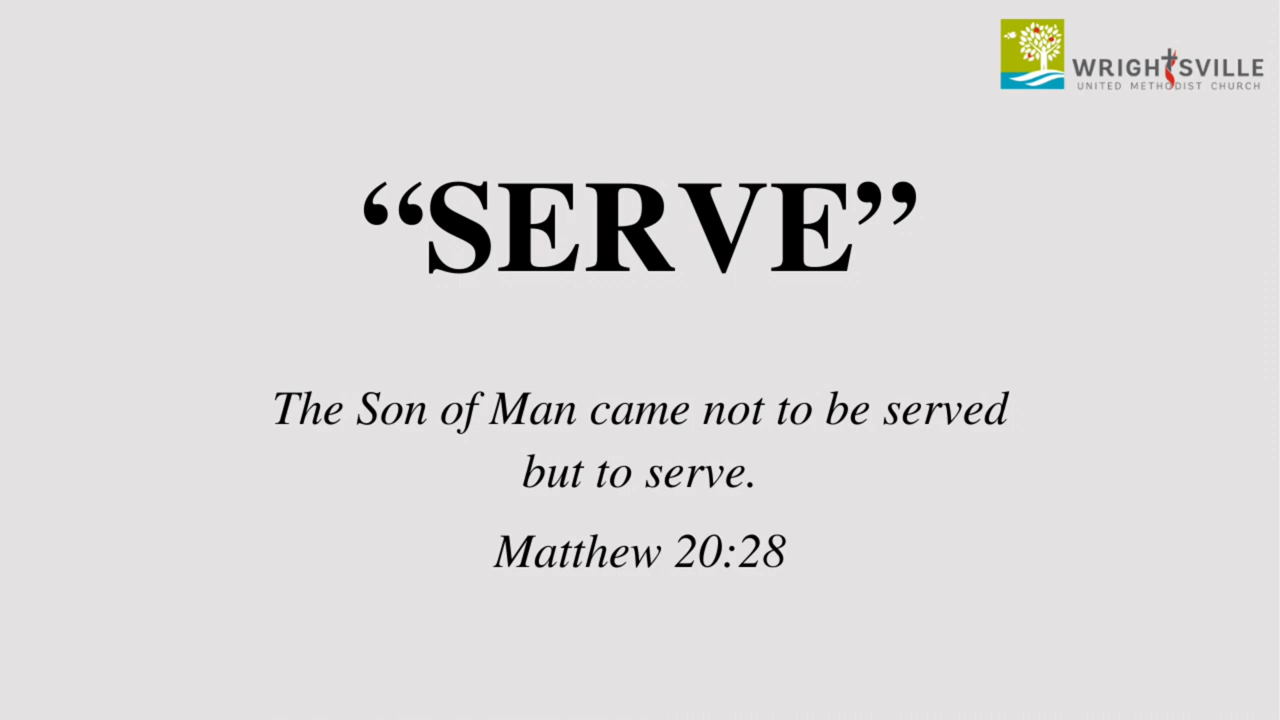 WRIGHTSVILLE
UNITED METHODIST CHURCH
“SERVE”
The Son of Man came not to be served
but to serve.
Matthew 20:28